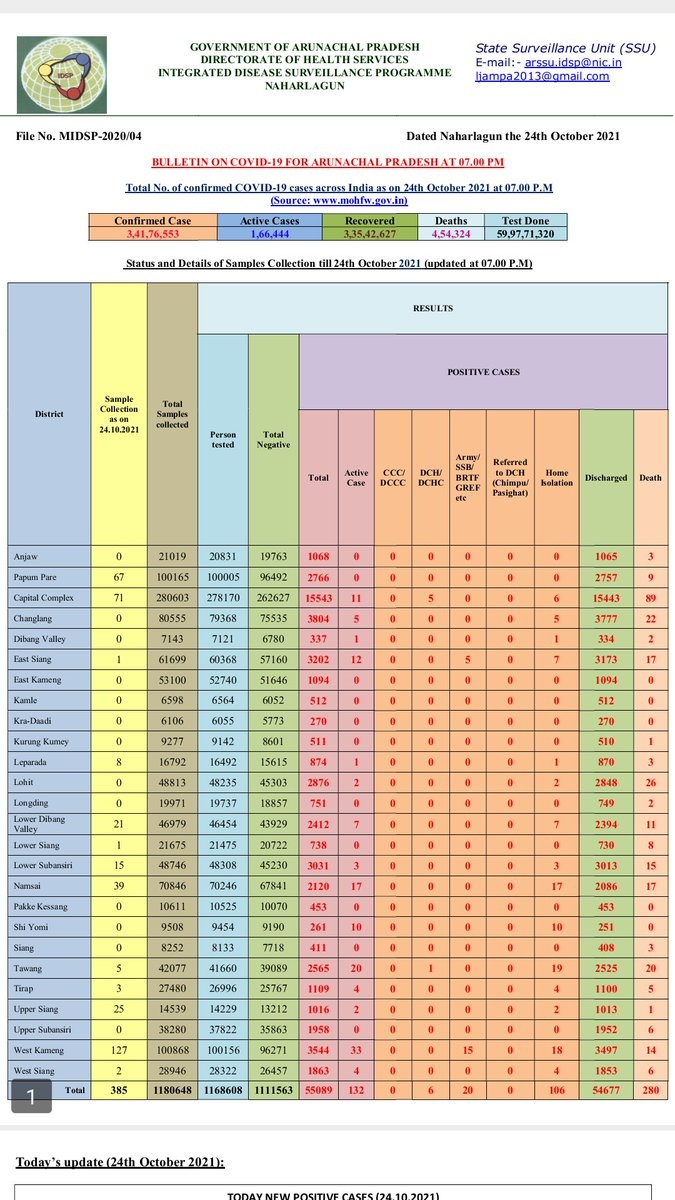 IDSP
GOVERNMENT OF ARUNACHAL PRADESH
DIRECTORATE OF HEALTH SERVICES
INTEGRATED DISEASE SURVEILLANCE PROGRAMME
NAHARLAGUN
State Surveillance Unit (SSU)
E-mail:- arssu.idsp@nic.in
ljampa2013@gmail.com
File No. MIDSP-2020/04 Dated Naharlagun the 24th October 2021
BULLETIN ON COVID-19 FOR ARUNACHAL PRADESH AT 07.00 PM
Total No. of confirmed COVID-19 cases across India as on 24th October 2021 at 07.00 P.M
(Source: www.mohfw.gov.in)
Confirmed Case Active Cases Recovered Deaths Test Done
3,41,76,553 1,66,444 3,35,42,627 4,54,324 59,97,71,320
Status and Details of Samples Collection till 24th October 2021 (updated at 07.00 P.M)
District
Sample
Collection
as on
24.10.2021
Total
Samples
collected
RESULTS
Person
tested
Total
Negative
POSITIVE CASES
Total
Active
Case
CCC/
DCCC
DCH/
DCHC
Army/
SSB/
BRTF
GREF
etc
Referred
to DCH
(Chimpu/
Pasighat)
Home
Isolation
Discharged
Death
Anjaw 0 21019 20831 19763 1068 0 0 0 0 0 0 1065 3
Papum Pare 67 100165 100005 96492 2766 0 0 0 0 0 0 2757 9
Capital Complex 71 280603 278170 262627 15543 11 0 5 0 0 6 15443 89
Changlang 0 80555 79368 75535 3804 5 0 0 0 0 5 3777 22
Dibang Valley 0 7143 7121 6780 337 1 0 0 0 0 1 334 2
East Siang 1 61699 60368 57160 3202 12 0 0 5 0 7 3173 17
East Kameng 0 53100 52740 51646 1094 0 0 0 0 0 0 1094 0
Kamle 0 6598 6564 6052 512 0 0 0 0 0 0 512 0
Kra-Daadi 0 6106 6055 5773 270 0 0 0 0 0 0 270 0
Kurung Kumey 0 9277 9142 8601 511 0 0 0 0 0 0 510 1
Leparada 8 16792 16492 15615 874 1 0 0 0 0 1 870 3
Lohit 0 48813 48235 45303 2876 2 0 0 0 0 2 2848 26
Longding 0 19971 19737 18857 751 0 0 0 0 0 0 749 2
Lower Dibang
Valley 21 46979 46454 43929 2412 7 0 0 0 0 7 2394 11
Lower Siang 1 21675 21475 20722 738 0 0 0 0 0 0 730 8
Lower Subansiri 15 48746 48308 45230 3031 3 0 0 0 0 3 3013 15
Namsai 39 70846 70246 67841 2120 17 0 0 0 0 17 2086 17
Pakke Kessang 0 10611 10525 10070 453 0 0 0 0 0 0 453 0
Shi Yomi 0 9508 9454 9190 261 10 0 0 0 0 10 251 0
Siang 0 8252 8133 7718 411 0 0 0 0 0 0 408 3
Tawang 5 42077 41660 39089 2565 20 0 1 0 0 19 2525 20
Tirap 3 27480 26996 25767 1109 4 0 0 0 0 4 1100 5
Upper Siang 25 14539 14229 13212 1016 2 0 0 0 0 2 1013 1
Upper Subansiri 0 38280 37822 35863 1958 0 0 0 0 0 0 1952 6
West Kameng 127 100868 100156 96271 3544 33 0 0 15 0 18 3497 14
West Siang 2 28946 28322 26457 1863 4 0 0 0 0 4 1853 6
Total 385 1180648 1168608 1111563 55089 132 0 6 20 0 106 54677 280
1
Today's update (24th October 2021):
TODAY NEW POSITIVE CASES (24.10.2021)